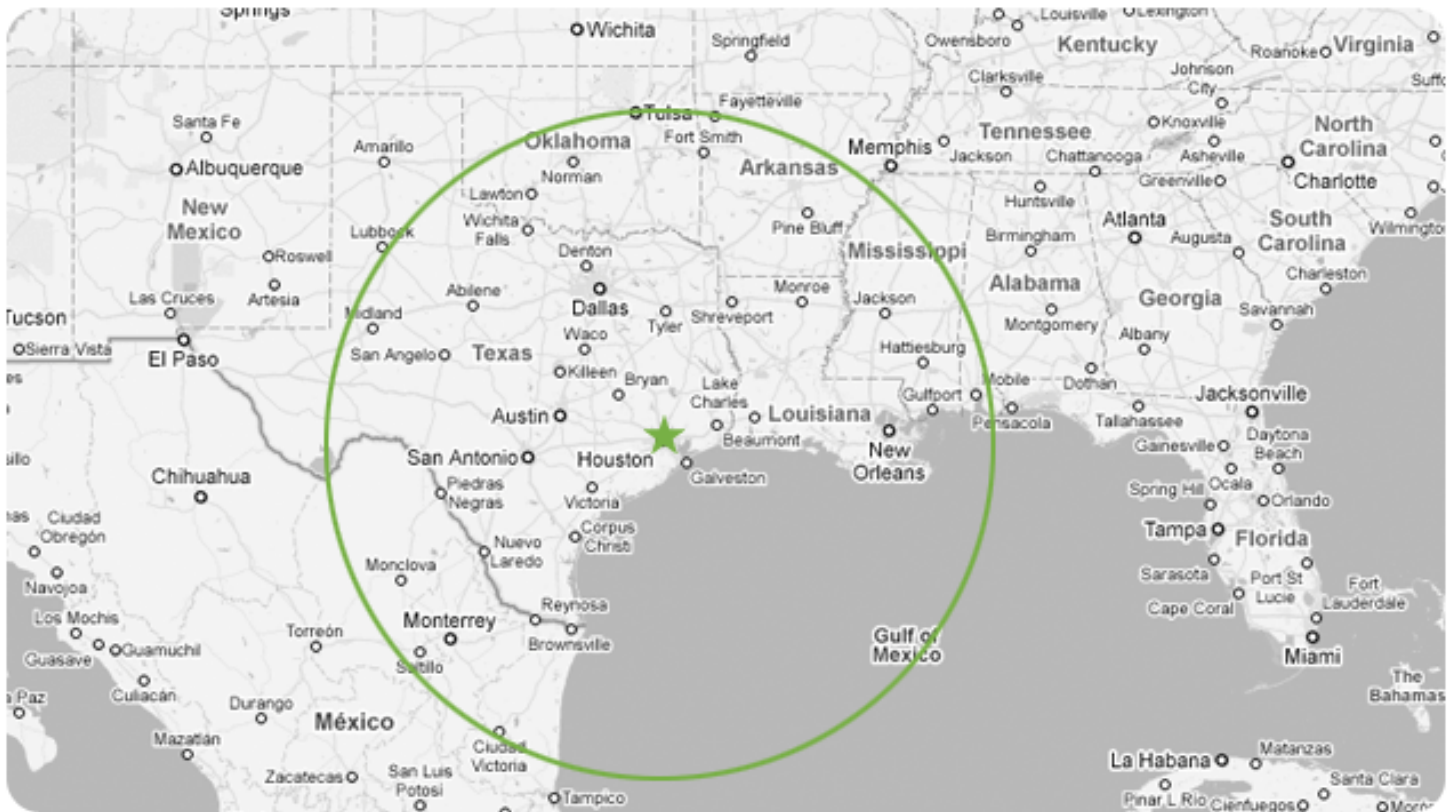 Springs
Wichita
Springfield
Owensboro
Louisville
Lexington
Kentucky
Roanoke
Virginia
Clarksville
Johnson
City
Santa Fe
Albuquerque
Amarillo
Tulsa
Fayetteville
Oklahoma
Fort Smith
Norman
Arkansas
Memphis
Jackson
Tennessee
Knoxville
Chattanooga
Asheville
North
Carolina
Charlotte
Greenville
New
Mexico
Lawton
Wichita
Falls
Pine Bluff
Huntsville
Atlanta
South
Carolina
Wilmington
Lubbock
Roswell
Denton
Mississippi
Birmingham
Augusta
Charleston
Las Cruces
Artesia
Abilene
Dallas
Monroe
Jackson
Alabama
Georgia
Savannah
Tucson
Midland
Waco
Tyler
Shreveport
Montgomery
Albany
Sierra Vista
El Paso
San Angelo
Texas
Killeen
Bryan
Lake
Charles
Hattiesburg
Dothan
Jacksonville
Austin
Louisiana
Gulfport
Mobile
Pensacola
Tallahassee
Beaumont
New
Orleans
Gainesville
Daytona
Beach
San Antonio
Houston
Galveston
Ocala
Chihuahua
Piedras
Negras
Victoria
Spring Hill
Orlando
Ciudad
Obregón
Corpus
Christi
Tampa
Florida
Nuevo
Laredo
Monclova
Navojoa
Sarasota
Port St
Lucie
Fort
Lauderdale
Cape Coral
Los Mochis
Torreón
Monterrey
Reynosa
Brownsville
Gulf of
Mexico
Miami
Guasave
Guamuchil
Saltillo
Culiacán
a Paz
The
Bahamas
Durango
México
Mazatlán
Ciudad
Victoria
La Habana
Matanzas
Zacatecas
San Luis
Potosi
Tampico
Santa Clara
Pinar L Rio
Cienfuegos